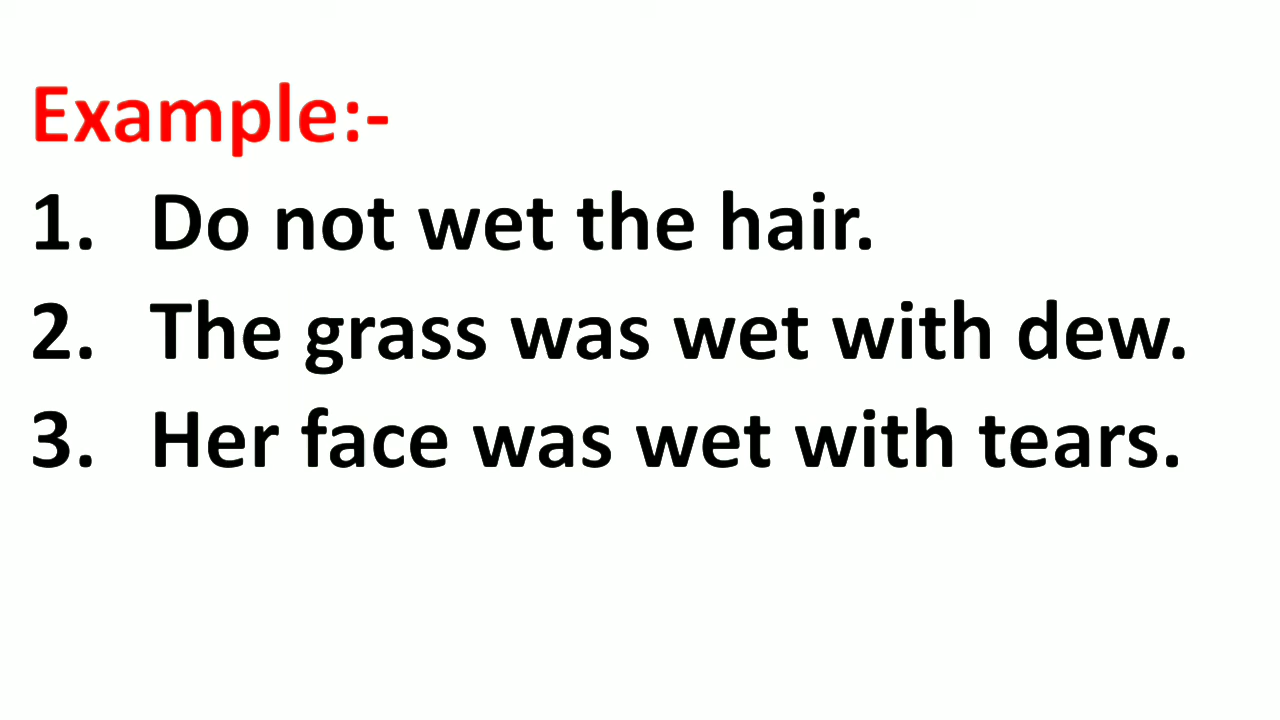 Example:-
1. Do not wet the hair.
2. The grass was wet with dew.
3. Her face was wet with tears.